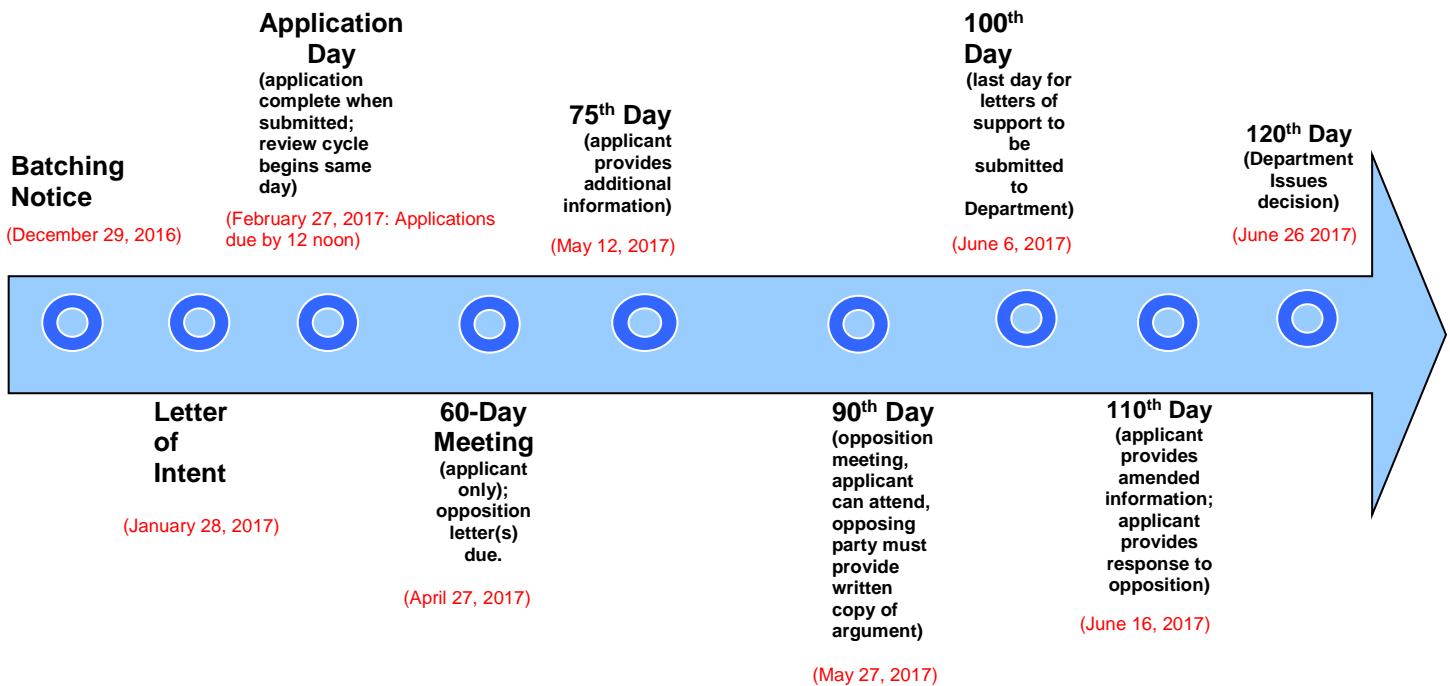 Batching
Notice
(December 29, 2016)
Letter
of
Intent
(January 28, 2017)
Application
Day
(application
complete when
submitted;
review cycle
begins same
day)
(February 27, 2017: Applications
due by 12 noon)
60-Day
Meeting
(applicant
only);
opposition
letter(s)
due.
(April 27, 2017)
75th Day
(applicant
provides
additional
information)
(May 12, 2017)
90th Day
(opposition
meeting,
applicant
can attend,
opposing
party must
provide
written
copy of
argument)
(May 27, 2017)
100th
Day
(last day for
letters of
support to
be
submitted
to
Department)
(June 6, 2017)
110th Day
(applicant
provides
amended
information;
applicant
provides
response to
opposition)
(June 16, 2017)
120th Day
(Department
Issues
decision)
(June 26 2017)